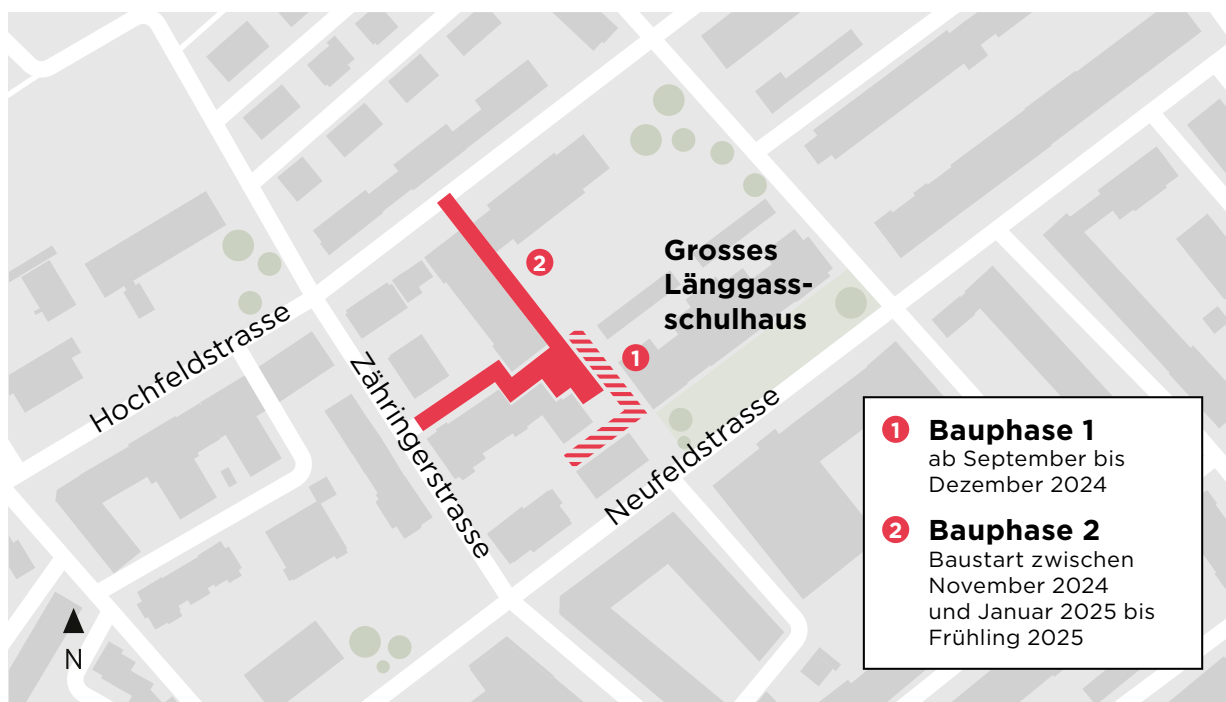 2
Grosses
Länggass-
schulhaus
1
Hochfeldstrasse
Zähringerstrasse
Neufeldstrasse
N
1 Bauphase 1
ab September bis
Dezember 2024
2 Bauphase 2
Baustart zwischen
November 2024
und Januar 2025 bis
Frühling 2025